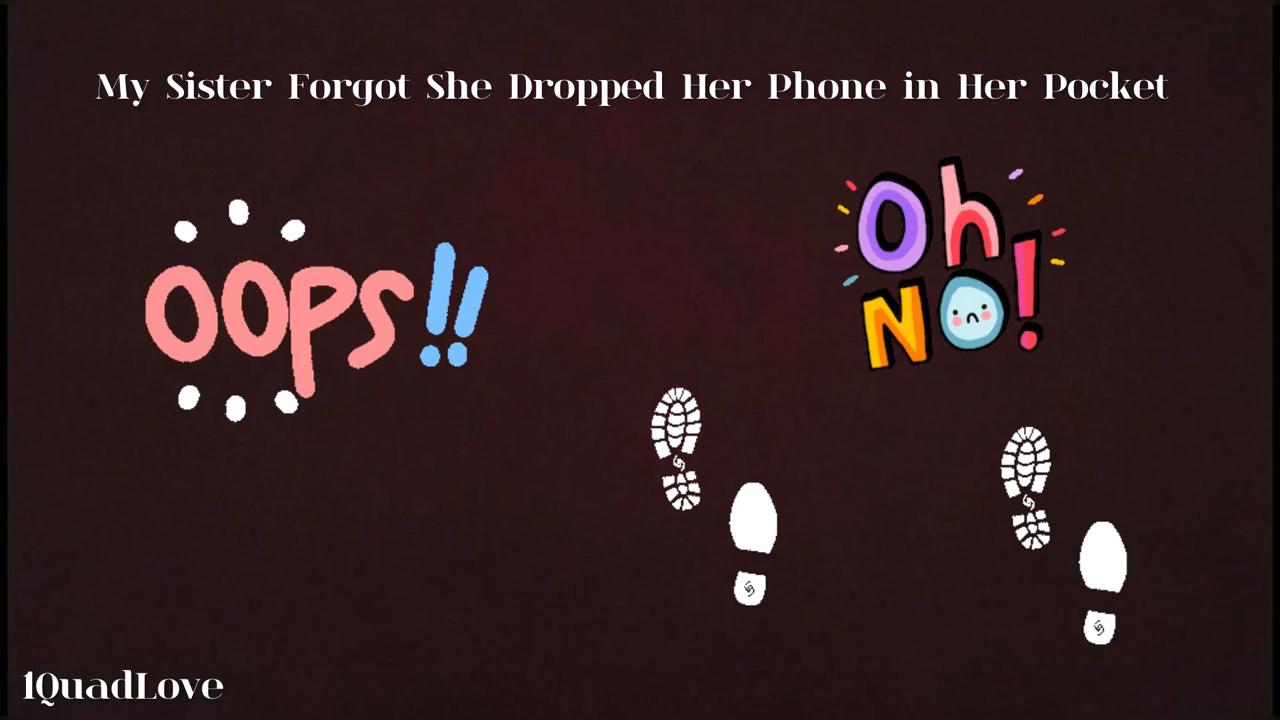 My Sister Forgot She Dropped Her Phone in Her Pocket
OOPS!!
Oh
NO!
1QuadLove